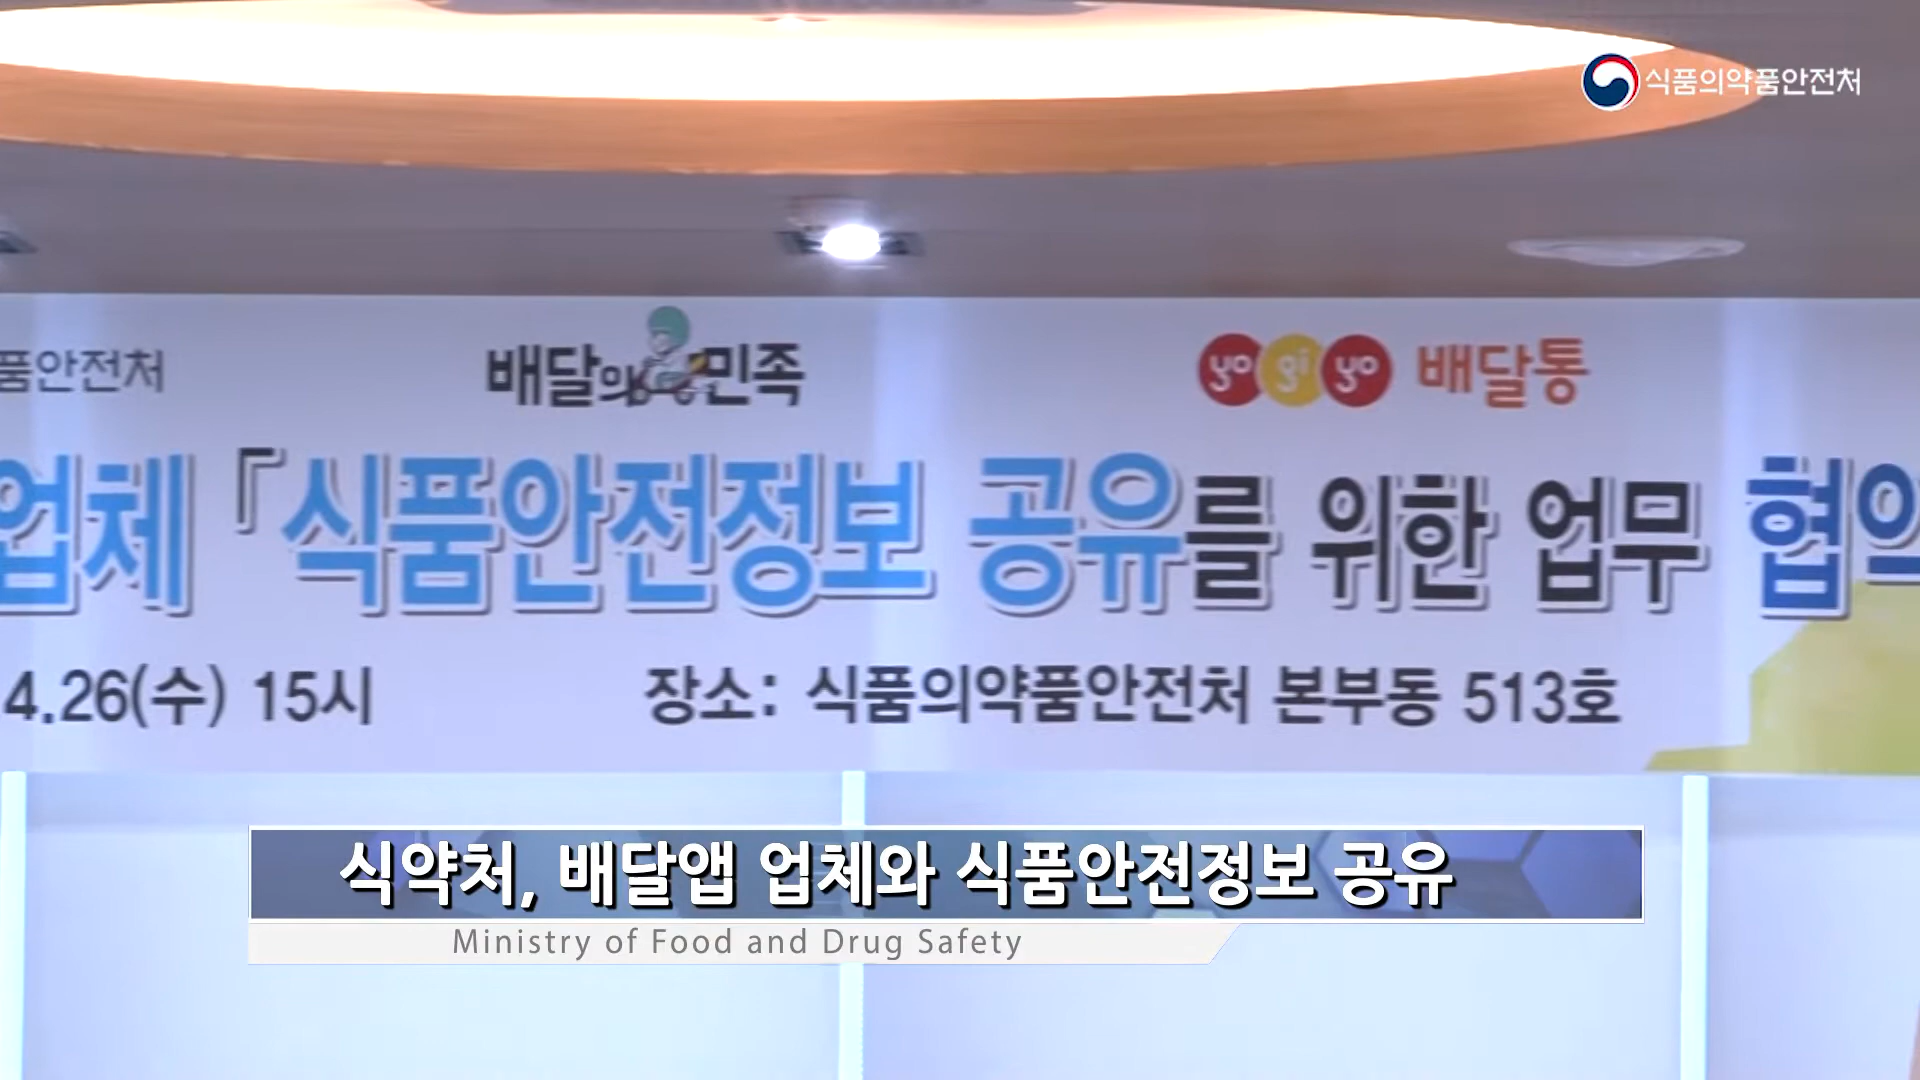 식품의약품안전처
품안전처 배달의민족 yo gi yo 배달통
업체 「식품안전정보 공유를 위한 업무 협의
4.26(수) 15시 장소: 식품의약품안전처 본부동 513호
식약처, 배달앱 업체와 식품안전정보 공유
Ministry of Food and Drug Safety